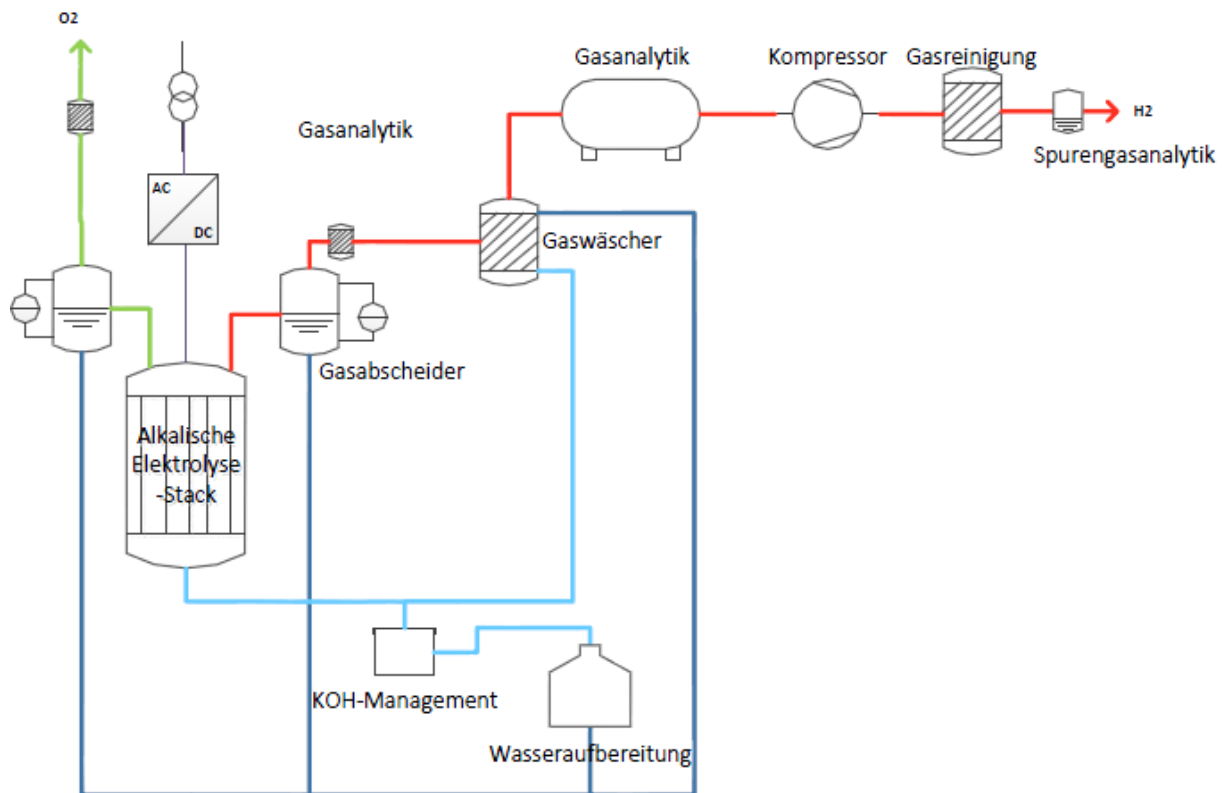 O2
Gasanalytik
Kompressor
Gasreinigung
H2
Spurengasanalytik
Gasanalytik
AC
DC
Gaswäscher
Gasabscheider
Alkalische
Elektrolyse
-Stack
KOH-Management
Wasseraufbereitung